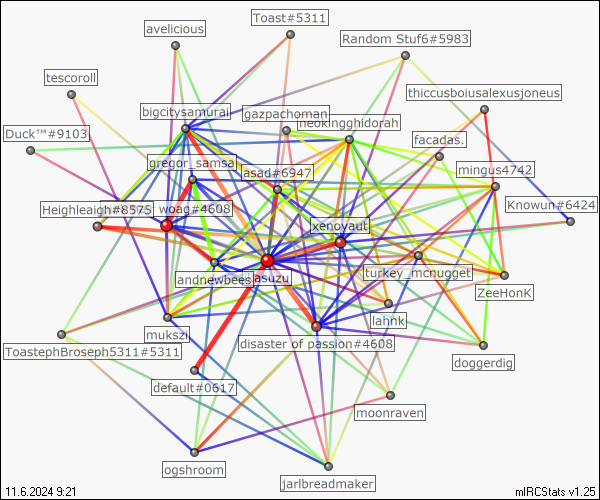 Toast#5311
avelicious
Random Stuf6#5983
tescoroll
thiccusboiusalexusjoneus
bigcitysamurai
gazpachoman
neokingghidorah
Duck™#9103
facadas.
gregor_samsa
asad#6947
mingus4742
Heighleaigh#8575
woag#4608
Knowun#6424
xenoyaut
turkey_mcnugget
andnewbees
asuzu
ZeeHonK
lahnk
mukszi
disaster of passion#4608
ToastephBroseph5311#5311
doggerdig
default#0617
moonraven
ogshroom
jarlbreadmaker
11.6.2024 9:21
mIRCStats v1.25